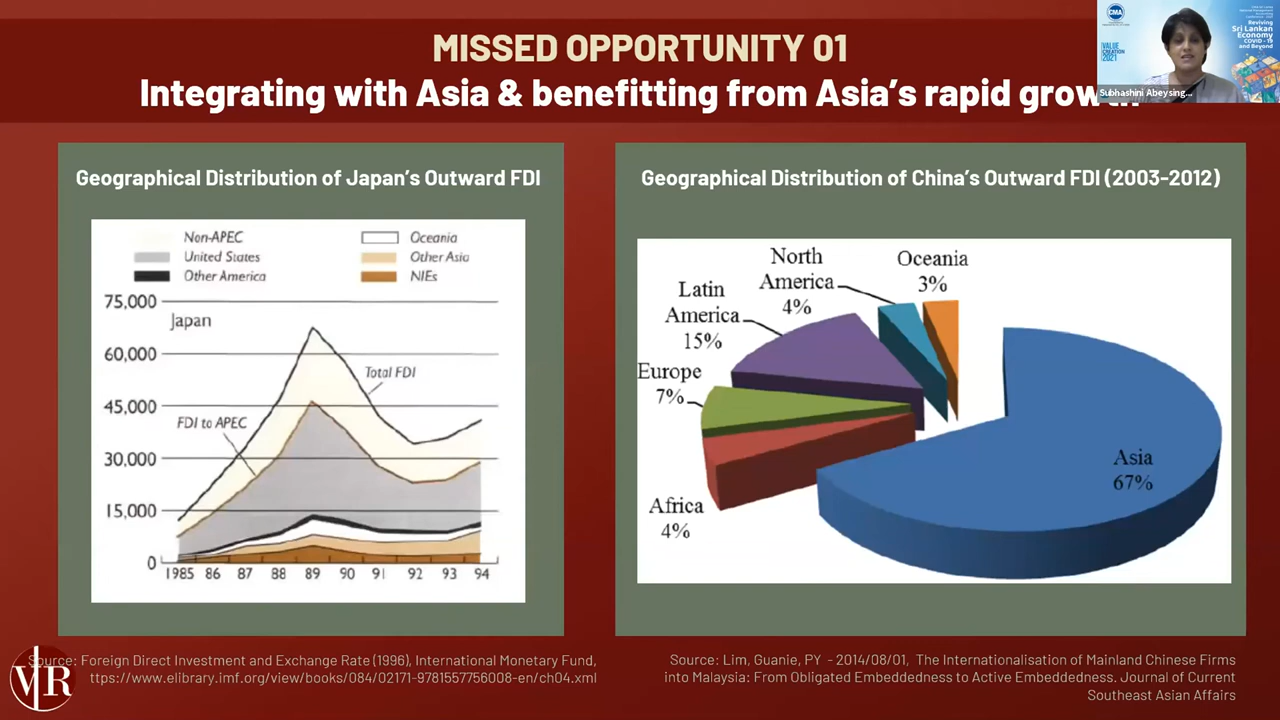 MISSED OPPORTUNITY 01
Integrating with Asia & benefitting from Asia's rapid
CMA
VALUE
CREATION
2021
Reviving
Sri Lankan
Economy
COVID - 19
and Beyond
Subhashini Abeysing...
Geographical Distribution of Japan's Outward FDI
Non-APEC
United States
Other America
Oceania
Other Asia
NIEs
75,000
60,000
45,000
30,000
15,000
0
Japan
Total FDI
FDI to APEC
1985 86 87 88 89 90 91 92 93 94
Geographical Distribution of China's Outward FDI (2003-2012)
North
America
4%
Oceania
3%
Latin
America
15%
Europe
7%
Africa
4%
Asia
67%
Source: Foreign Direct Investment and Exchange Rate (1996), International Monetary Fund,
ttps://www.elibrary.imf.org/view/books/084/02171-9781557756008-en/ch04.xml
Source: Lim, Guanie, PY - 2014/08/01, The Internationalisation of Mainland Chinese Firms
into Malaysia: From Obligated Embeddedness to Active Embeddedness. Journal of Current
Southeast Asian Affairs
VR